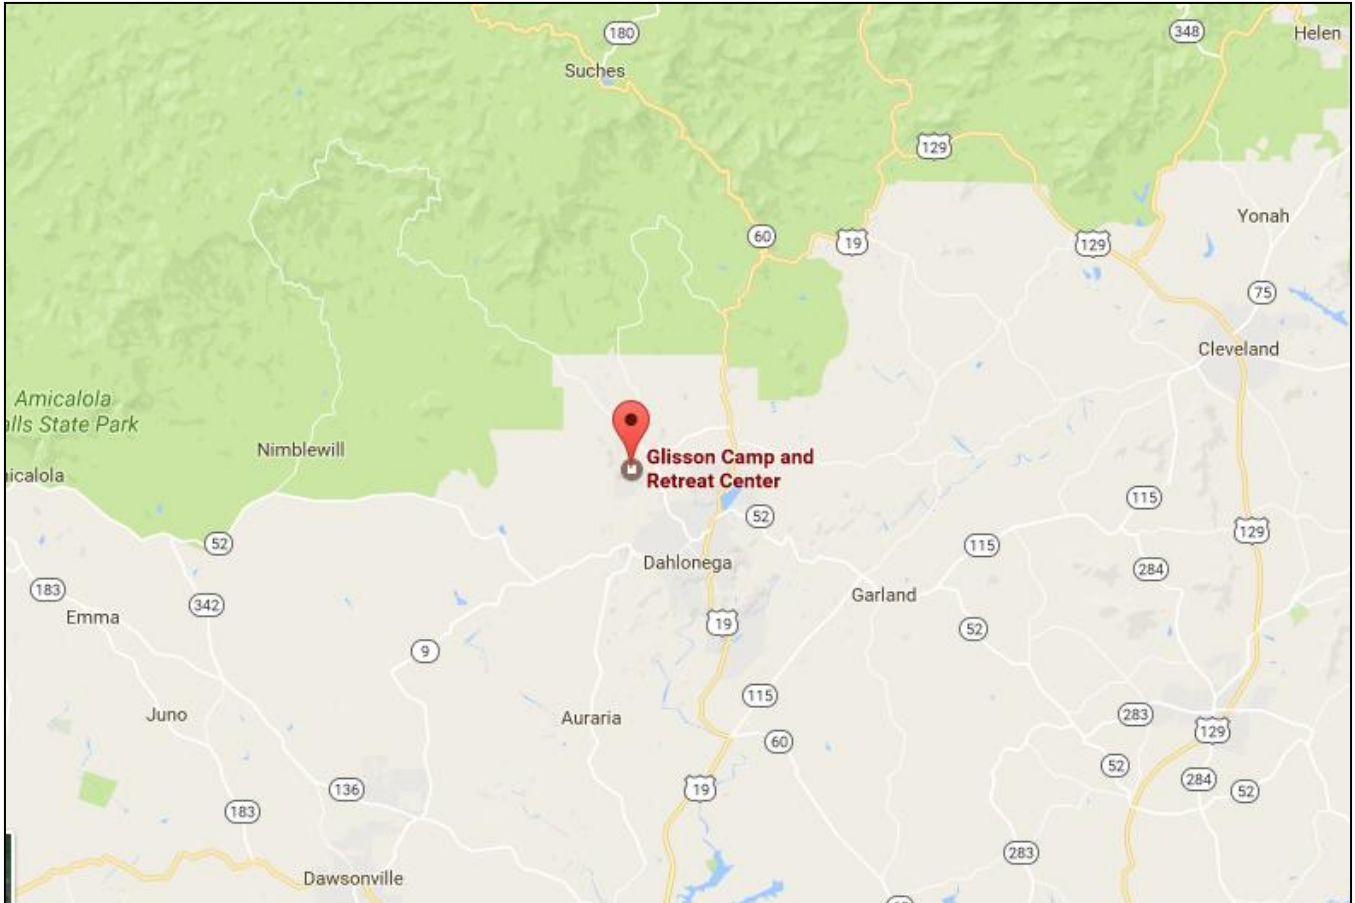 180
348
Helen
Suches
129
Yonah
60
19
129
75
Cleveland
Amicalola
alls State Park
Nimblewill
Glisson Camp and
Retreat Center
icalola
115
52
129
52
115
Dahlonega
284
183
Garland
342
Emma
19
52
9
115
Juno
Auraria
283
129
60
52
284
136
19
52
183
283
Dawsonville